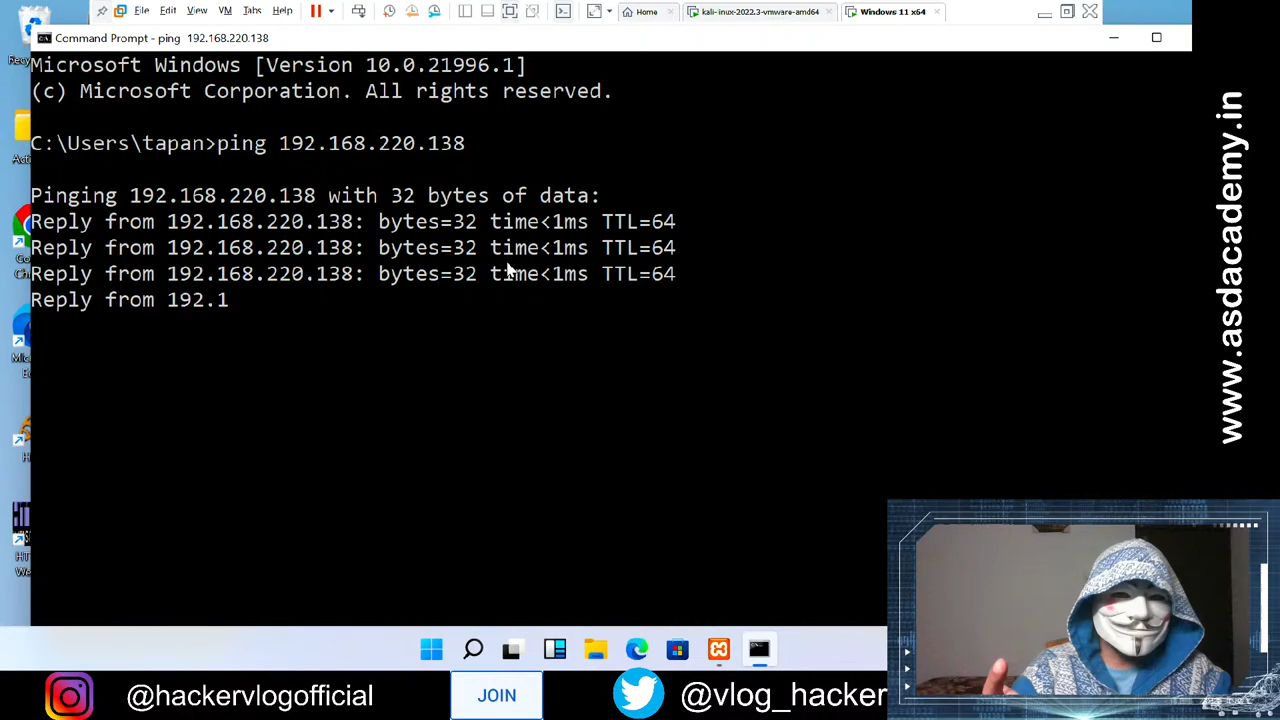 File Edit View VM Tabs Help
Home
kali-linux-2022.3-vmware-amd64
Windows 11 x64
Command Prompt - ping 192.168.220.138
Microsoft Windows [Version 10.0.21996.1]
(c) Microsoft Corporation. All rights reserved.
C:\Users\tapan>ping 192.168.220.138
Pinging 192.168.220.138 with 32 bytes of data:
Reply from 192.168.220.138: bytes=32 time<1ms TTL=64
Reply from 192.168.220.138: bytes=32 time<1ms TTL=64
Reply from 192.168.220.138: bytes=32 time<1ms TTL=64
Reply from 192.1
www.asdacademy.in
@hackervlogofficial
JOIN
@vlog_hacker